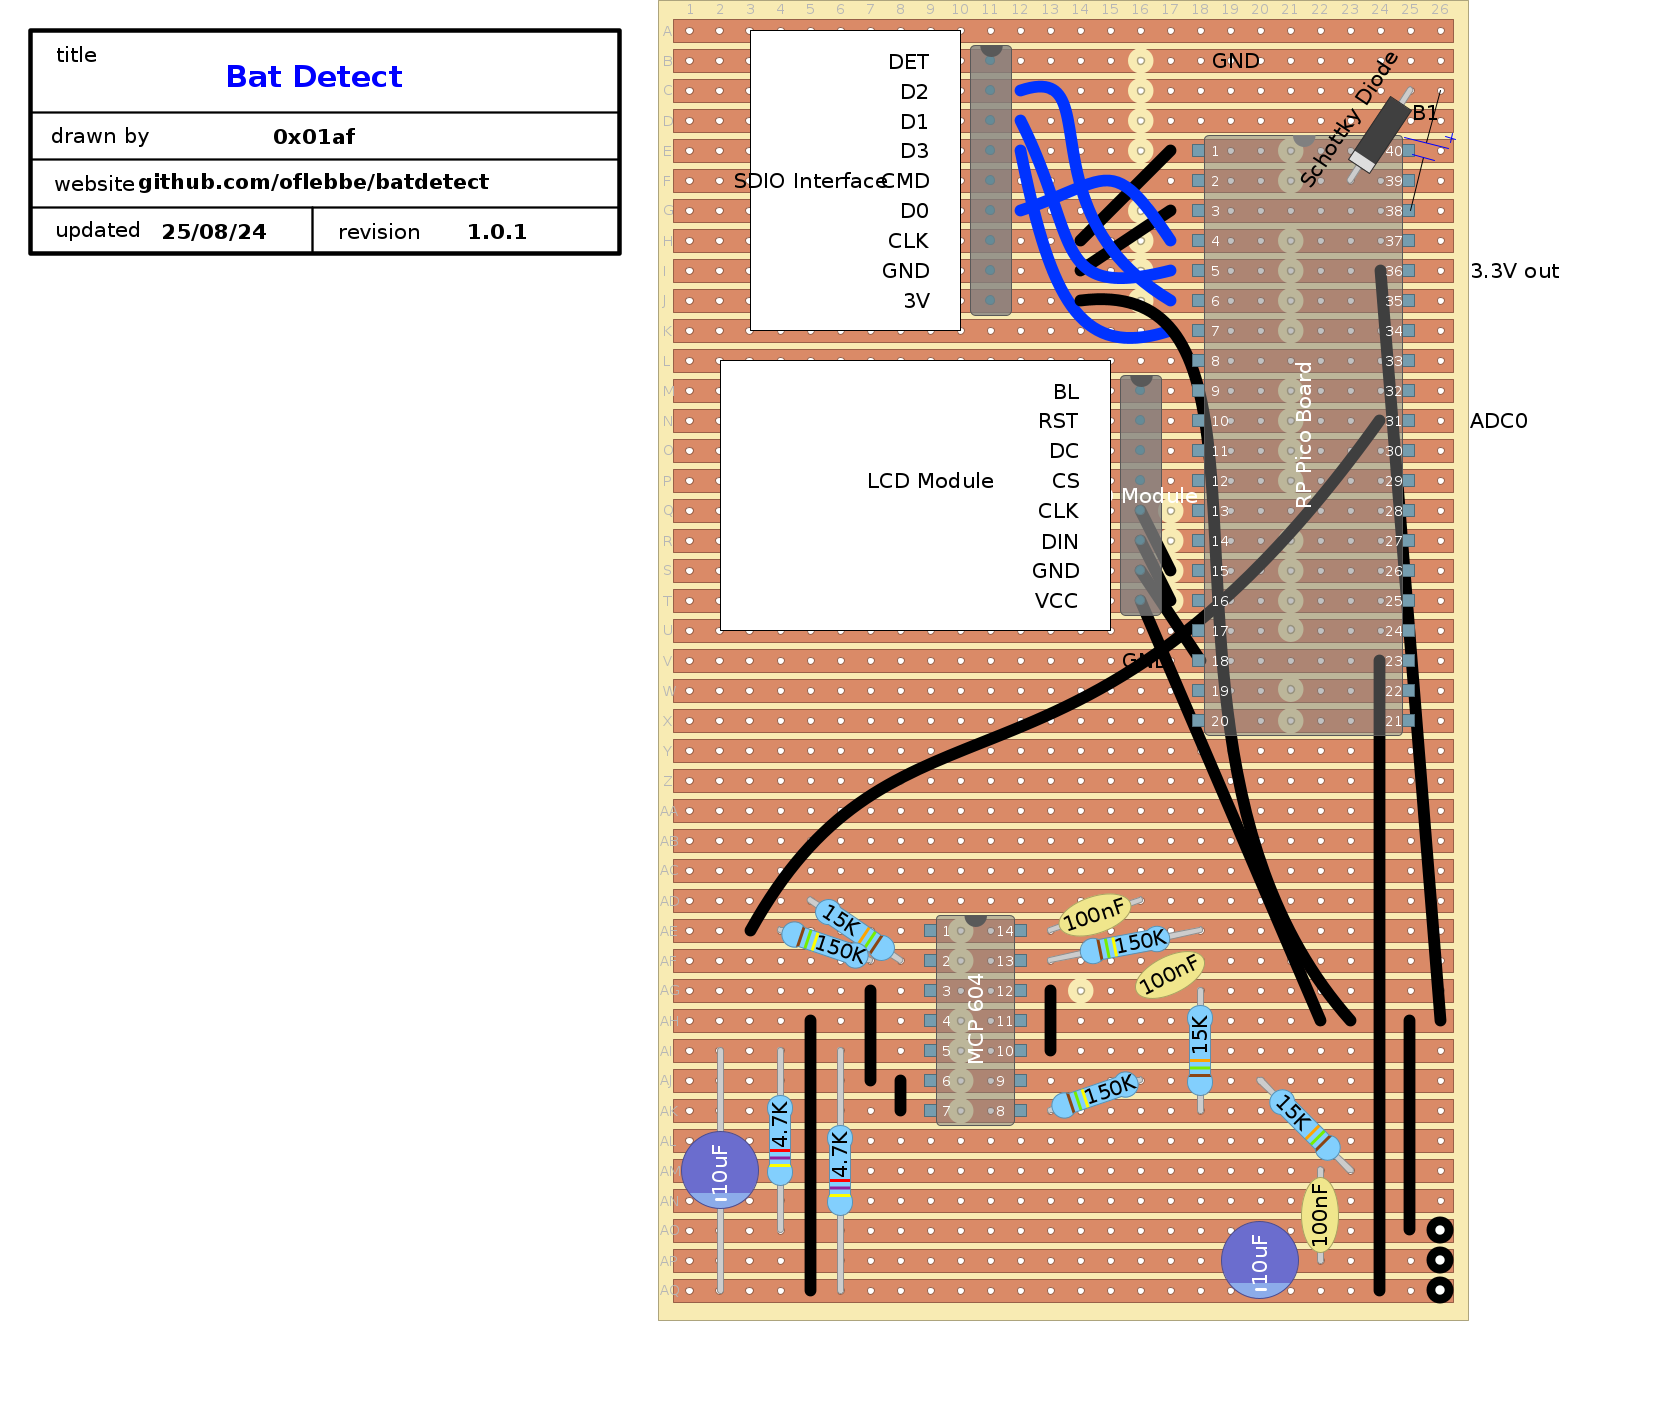 title
Bat Detect
drawn by 0x01af
website github.com/oflebbe/batdetect
updated 25/08/24 revision 1.0.1
1 2 3 4 5 6 7 8 9 10 11 12 13 14 15 16 17 18 19 20 21 22 23 24 25 26
A
B
C
D
E
F
G
H
I
J
K
L
M
N
O
P
Q
R
S
T
U
V
W
X
Y
Z
AA
AB
AC
AD
AE
AF
AG
AH
AI
AJ
AK
AL
AM
AN
AO
AP
AQ
DET
D2
D1
D3
SDIO Interface CMD
D0
CLK
GND
3V
GND
Schottky Diode
B1
+
1 40
2 39
3 38
4 37
5 36
6 35
7 34
8 33
9 32
10 31
11 30
12 29
13 28
14 27
15 26
16 25
17 24
18 23
19 22
20 21
RP Pico Board
3.3V out
ADC0
BL
RST
DC
LCD Module CS
CLK
DIN
GND
VCC
Module
GND
15K
150K
1 14
2 13
3 12
4 11
5 10
6 9
7 8
MCP 604
100nF
150K
100nF
15K
150K
15K
4.7K
4.7K
10uF
100nF
10uF